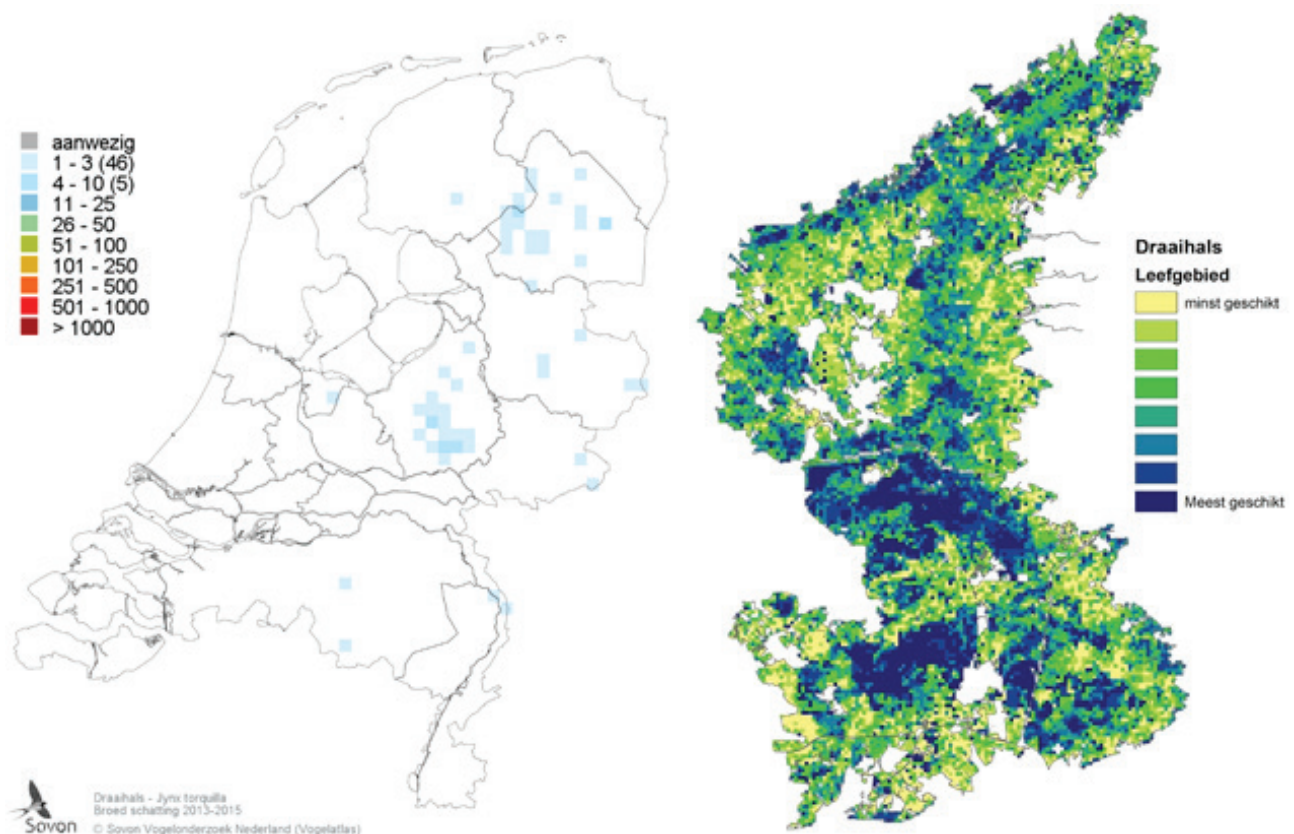 aanwezig
1 - 3 (46)
4 - 10 (5)
11 - 25
26 - 50
51 - 100
101 - 250
251 - 500
501 - 1000
> 1000
Draaihals - Jynx torquilla
Broed schatting 2013-2015
© Sovon Vogelonderzoek Nederland (Vogelatlas)
Sovon
Draaihals
Leefgebied
minst geschikt
Meest geschikt